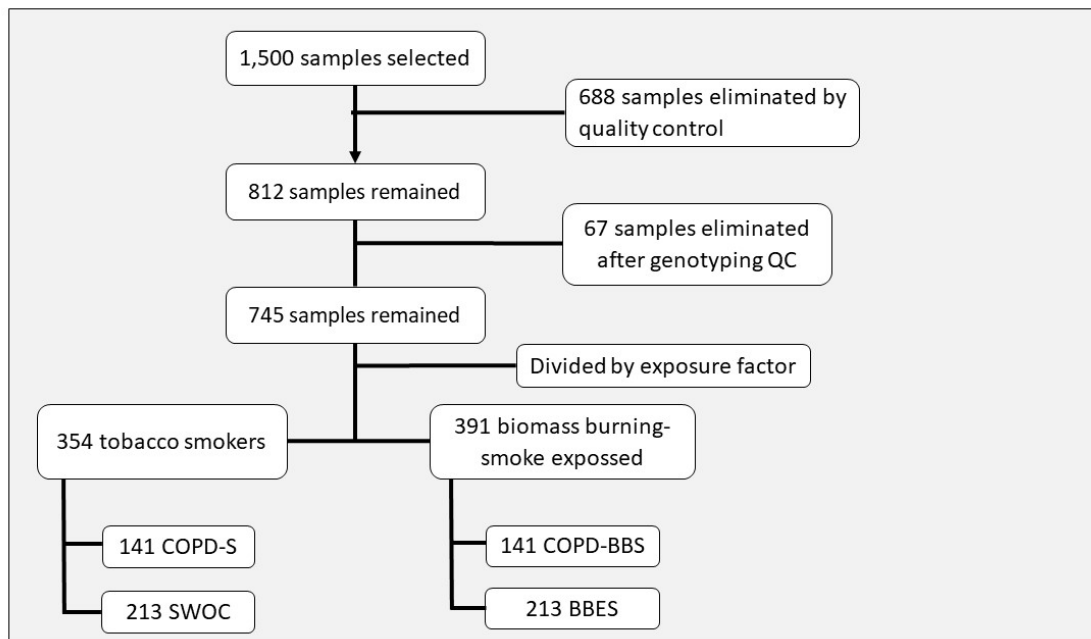 1,500 samples selected
688 samples eliminated by
quality control
812 samples remained
67 samples eliminated
after genotyping QC
745 samples remained
Divided by exposure factor
354 tobacco smokers
391 biomass burning-
smoke expossed
141 COPD-S
213 SWOC
141 COPD-BBS
213 BBES